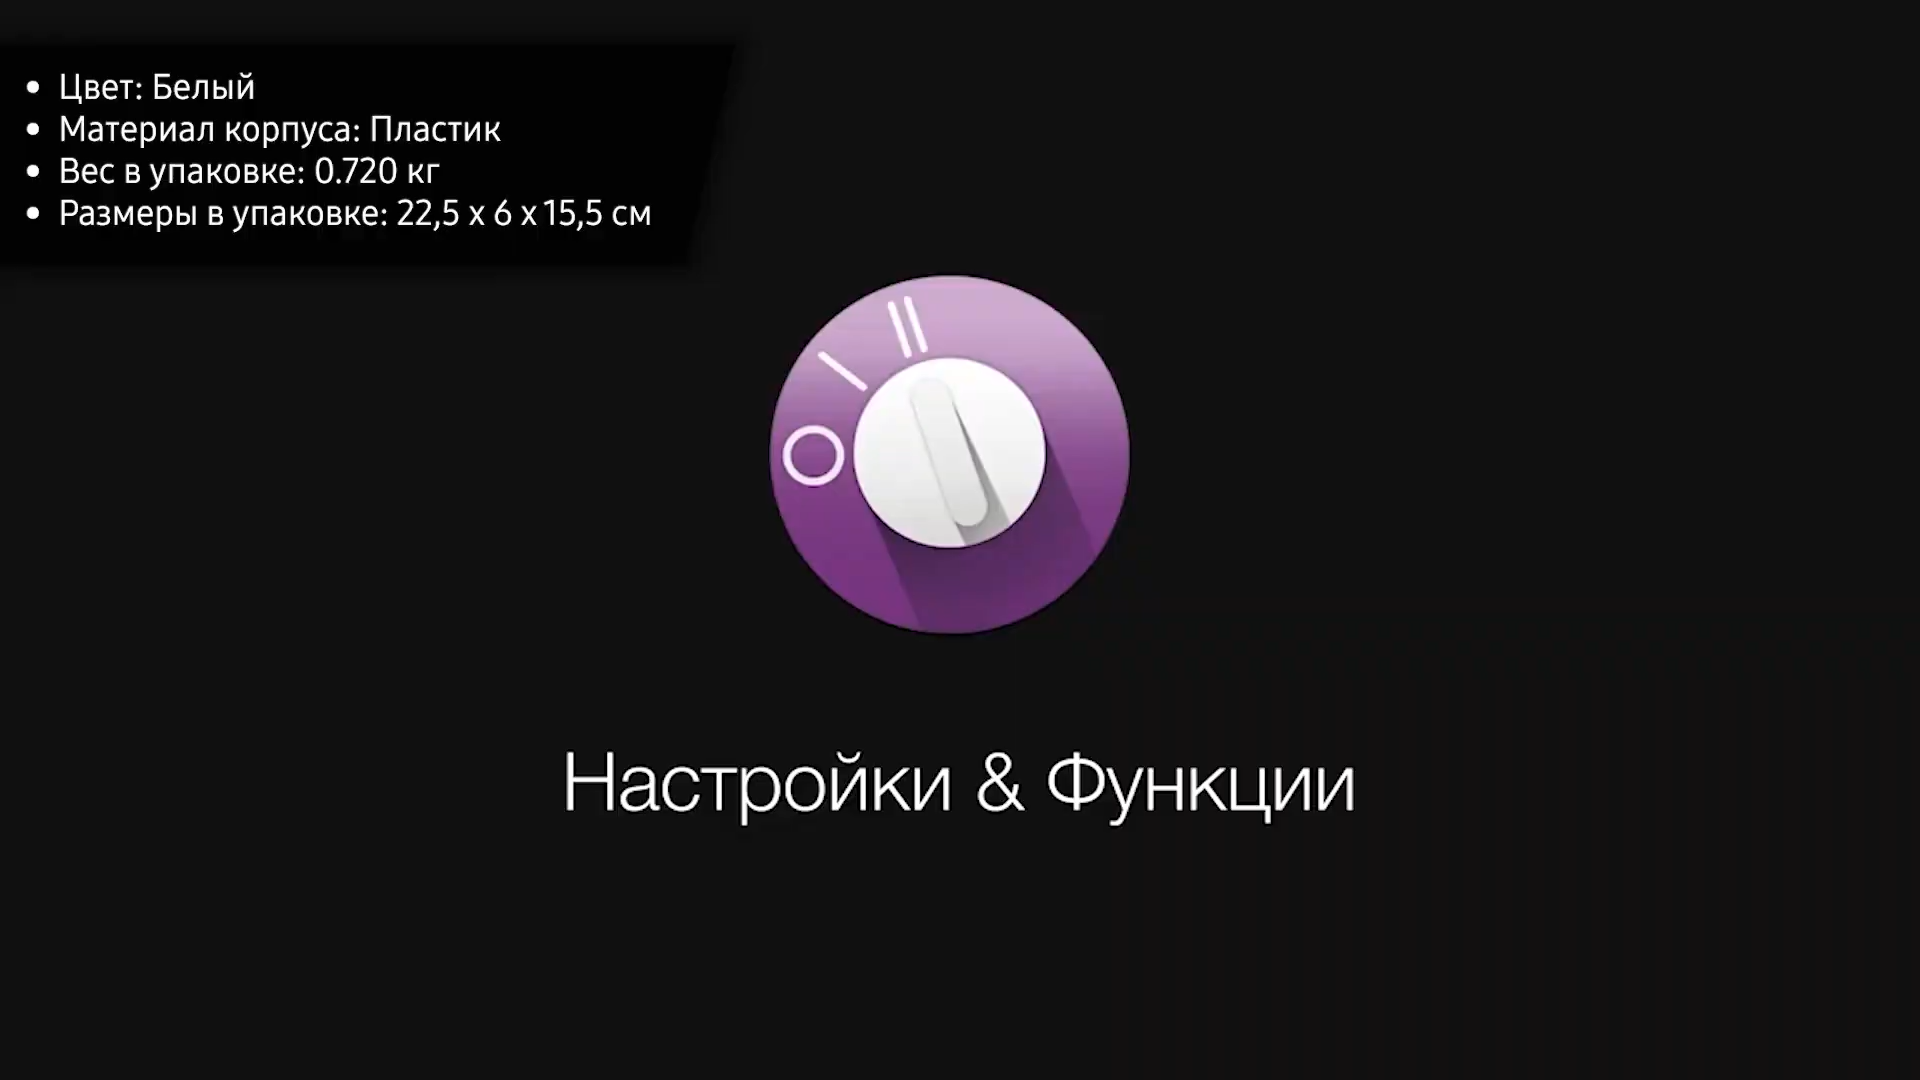 • Цвет: Белый
• Материал корпуса: Пластик
• Вес в упаковке: 0.720 кг
• Размеры в упаковке: 22,5 x 6 x 15,5 см
Настройки & Функции